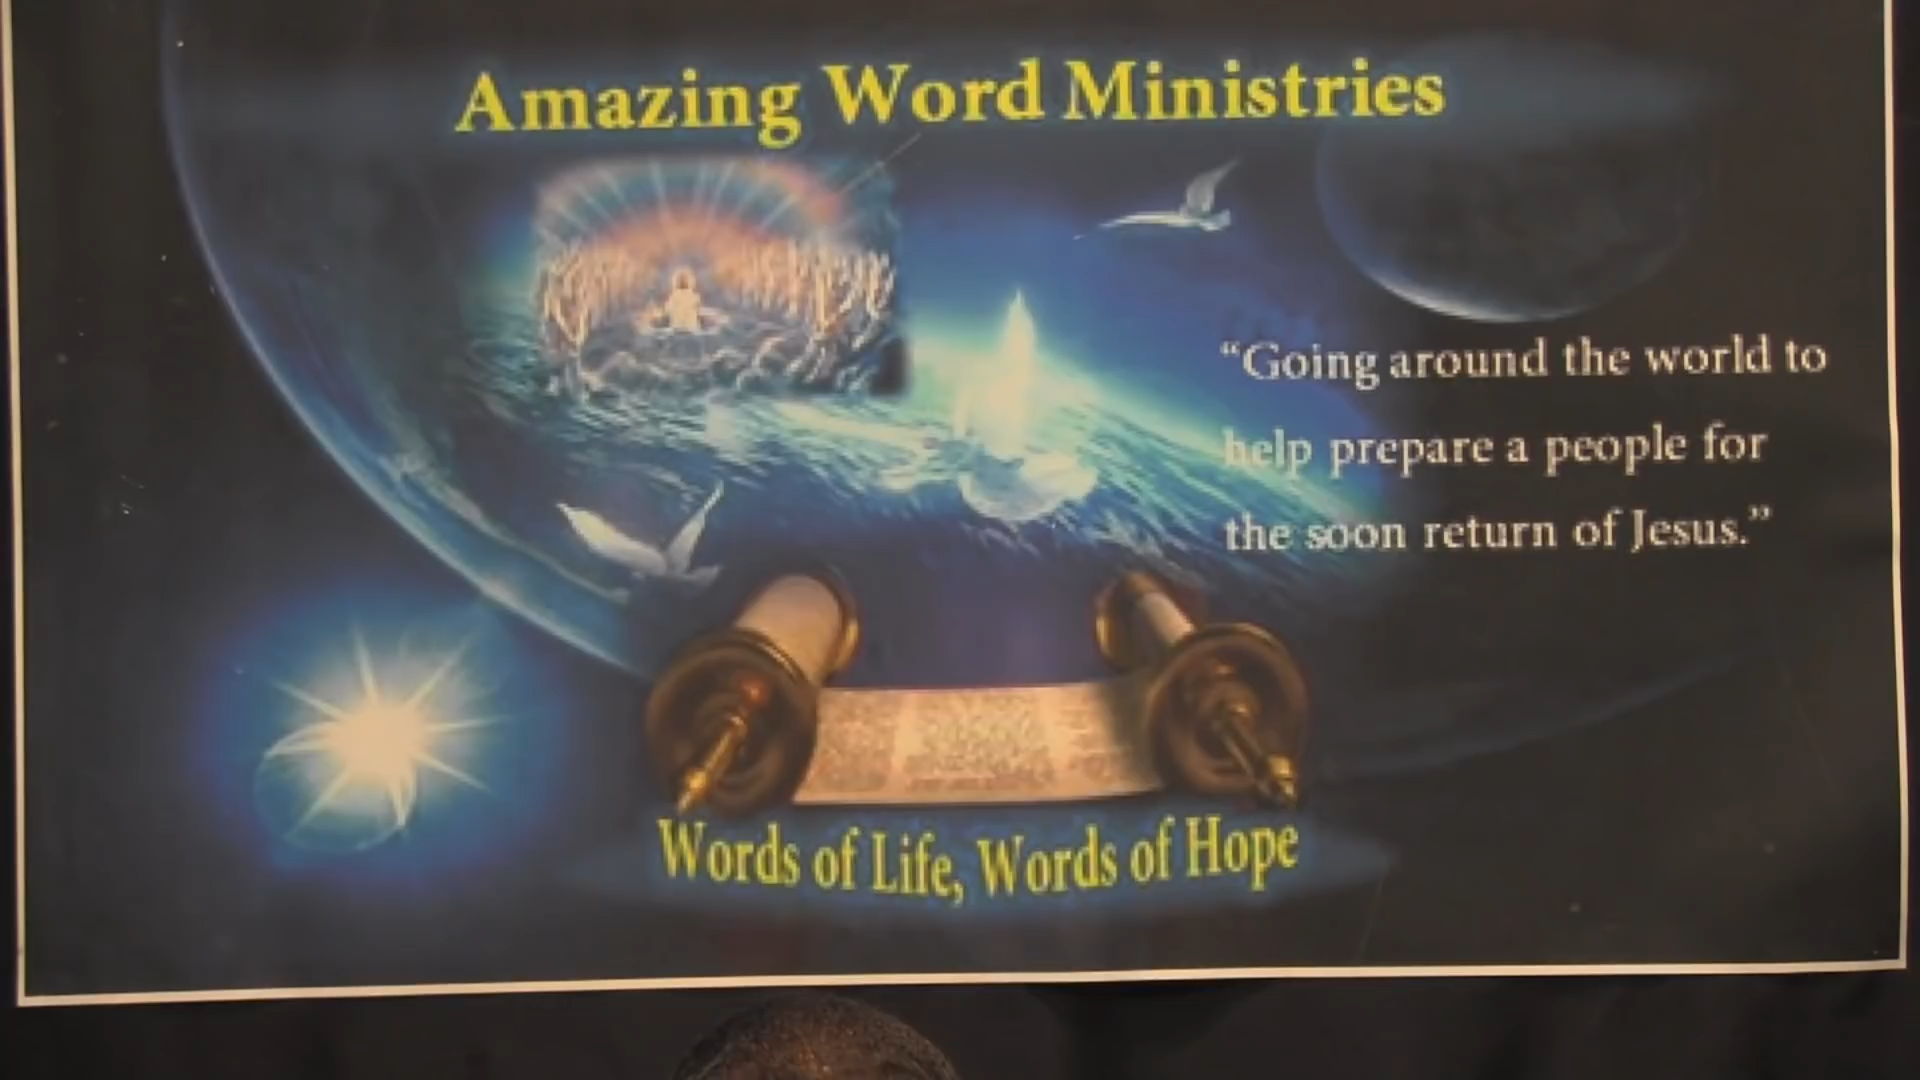 Amazing Word Ministries
“Going around the world to
help prepare a people for
the soon return of Jesus.”
Words of Life, Words of Hope